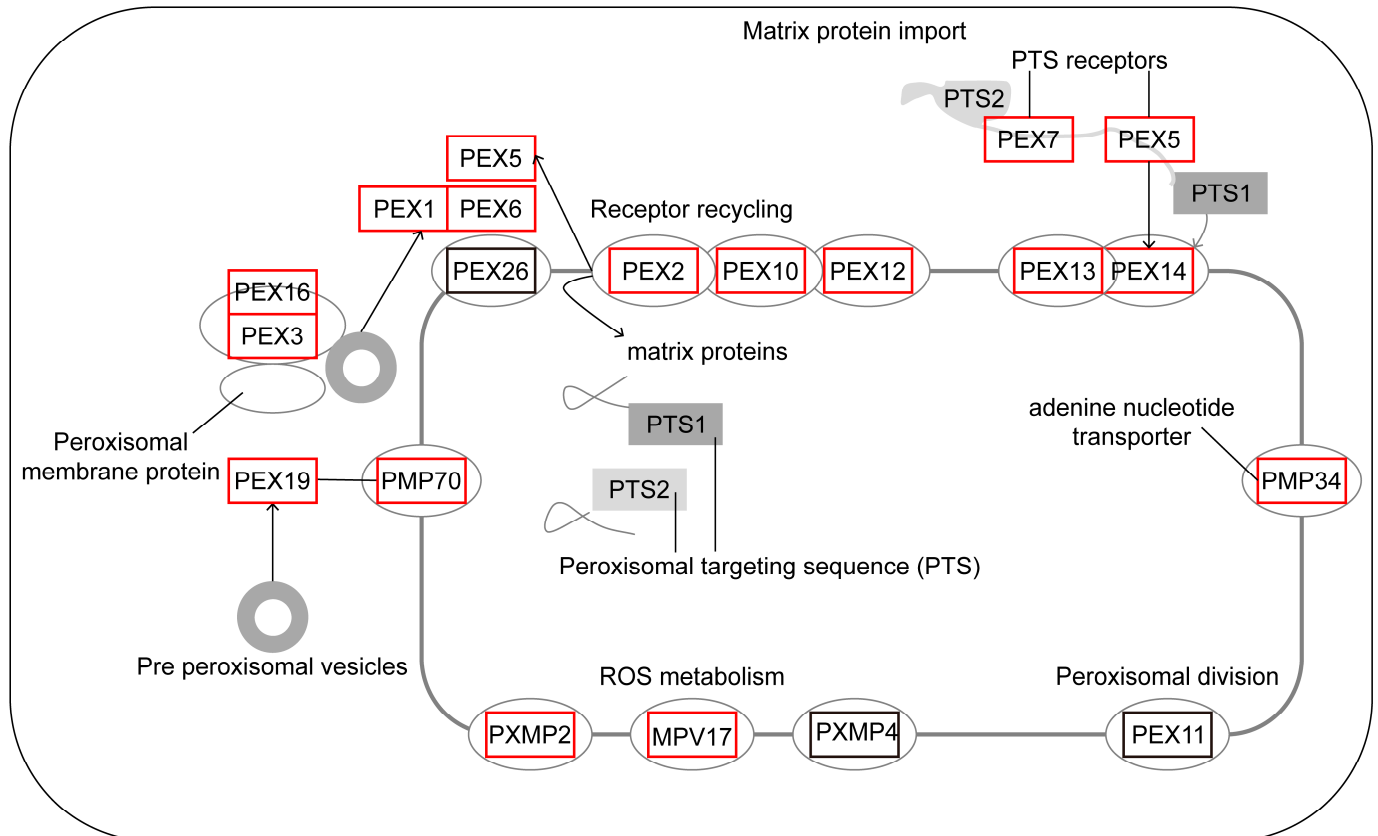 Matrix protein import
PTS receptors
PTS2
PEX7
PEX5
PTS1
PEX5
PEX1
PEX6
Receptor recycling
PEX26
PEX2
PEX10
PEX12
PEX13
PEX14
PEX16
PEX3
matrix proteins
PTS1
adenine nucleotide
transporter
Peroxisomal
membrane protein
PEX19
PMP70
PTS2
PMP34
Peroxisomal targeting sequence (PTS)
Pre peroxisomal vesicles
ROS metabolism
Peroxisomal division
PXMP2
MPV17
PXMP4
PEX11